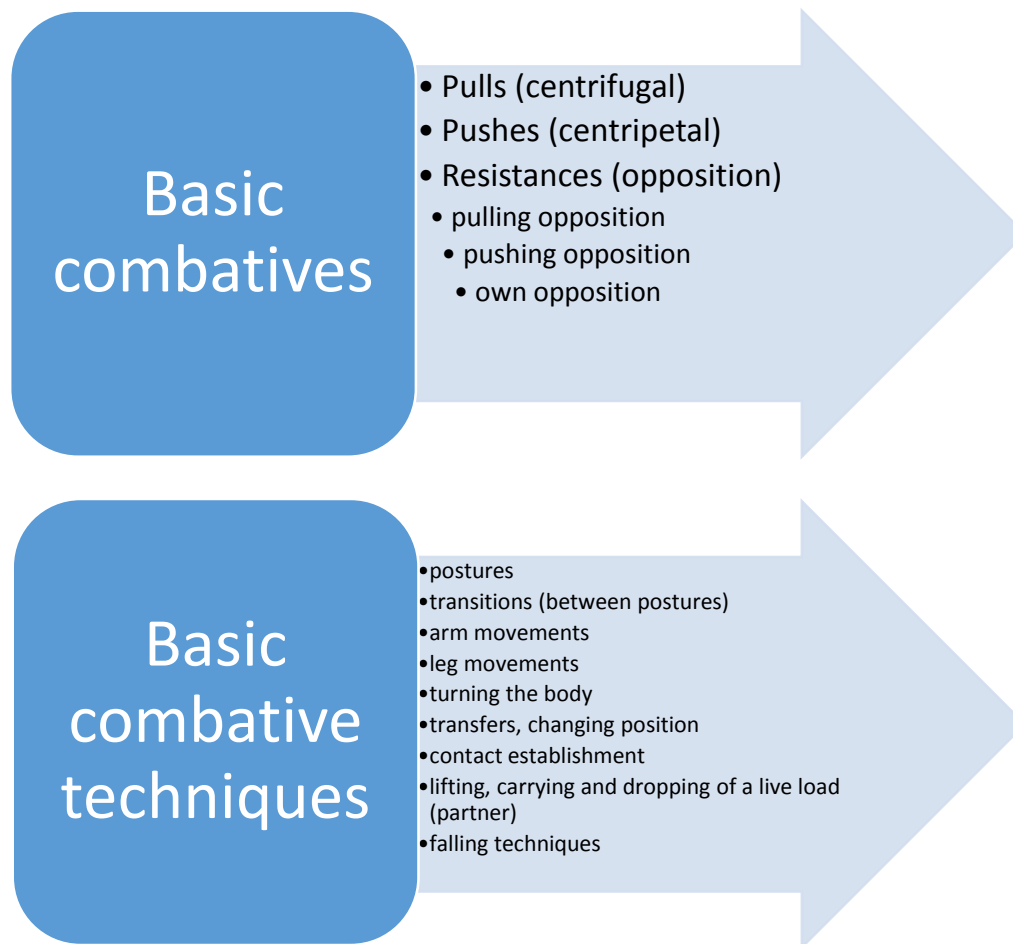 Basic
combatives
• Pulls (centrifugal)
• Pushes (centripetal)
• Resistances (opposition)
• pulling opposition
• pushing opposition
• own opposition
Basic
combative
techniques
•postures
•transitions (between postures)
•arm movements
•leg movements
•turning the body
•transfers, changing position
•contact establishment
•lifting, carrying and dropping of a live load
(partner)
•falling techniques